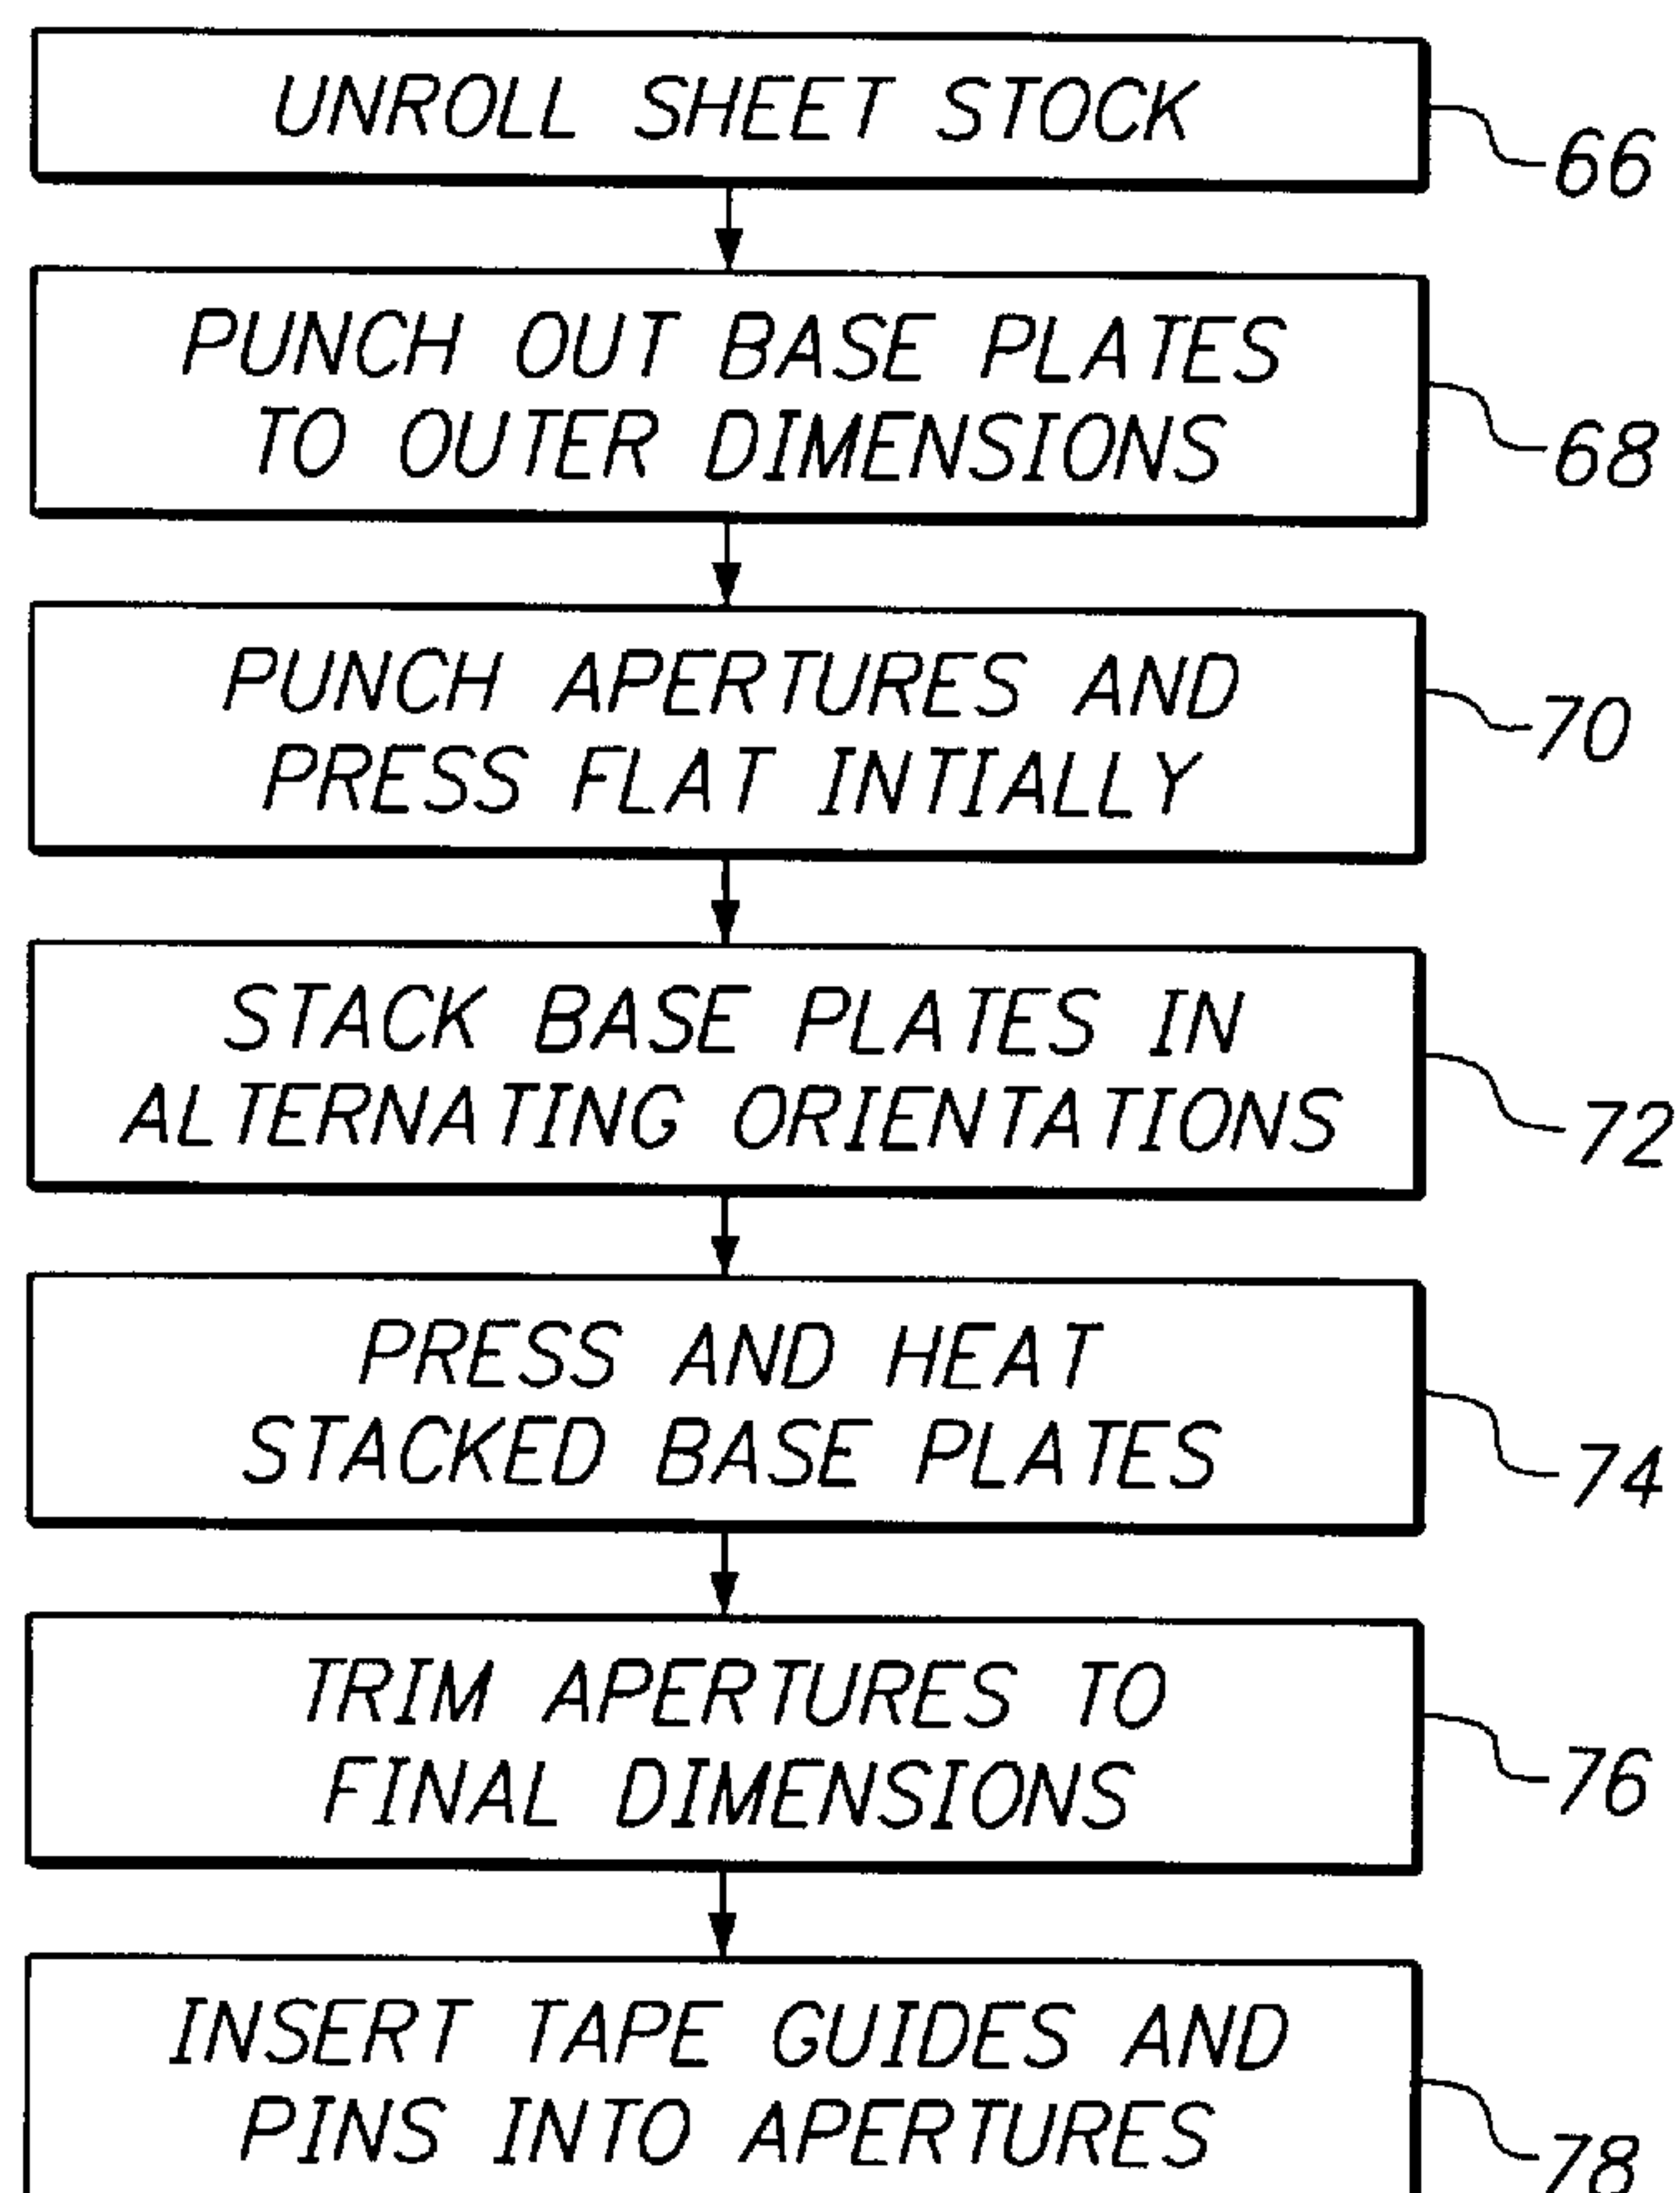 UNROLL SHEET STOCK
66
PUNCH OUT BASE PLATES
TO OUTER DIMENSIONS
68
PUNCH APERTURES AND
PRESS FLAT INTIALLY
70
STACK BASE PLATES IN
ALTERNATING ORIENTATIONS
72
PRESS AND HEAT
STACKED BASE PLATES
74
TRIM APERTURES TO
FINAL DIMENSIONS
76
INSERT TAPE GUIDES AND
PINS INTO APERTURES
78